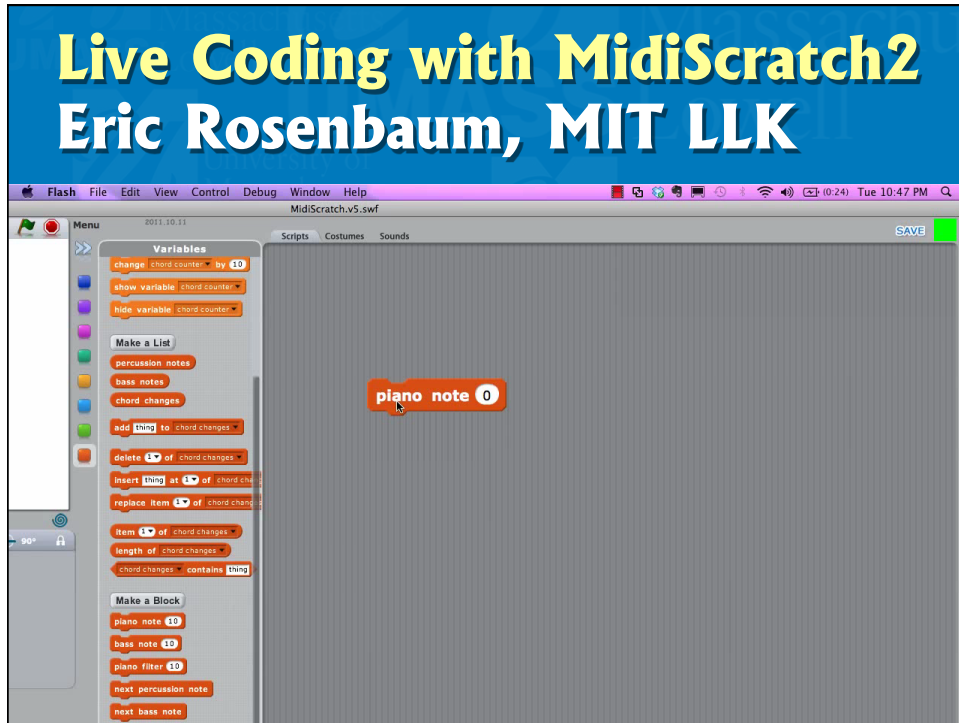 Live Coding with MidiScratch2
Eric Rosenbaum, MIT LLK
Flash File Edit View Control Debug Window Help (0:24) Tue 10:47 PM
MidiScratch.v5.swf
Menu 2011.10.11
Scripts Costumes Sounds
SAVE
Variables
change chord counter by 10
show variable chord counter
hide variable chord counter
Make a List
percussion notes
bass notes
chord changes
add thing to chord changes
delete 1 of chord changes
insert thing at 1 of chord chan
replace item 1 of chord chang
item 1 of chord changes
length of chord changes
chord changes contains thing
Make a Block
piano note 10
bass note 10
piano filter 10
next percussion note
next bass note
piano note 0
90°